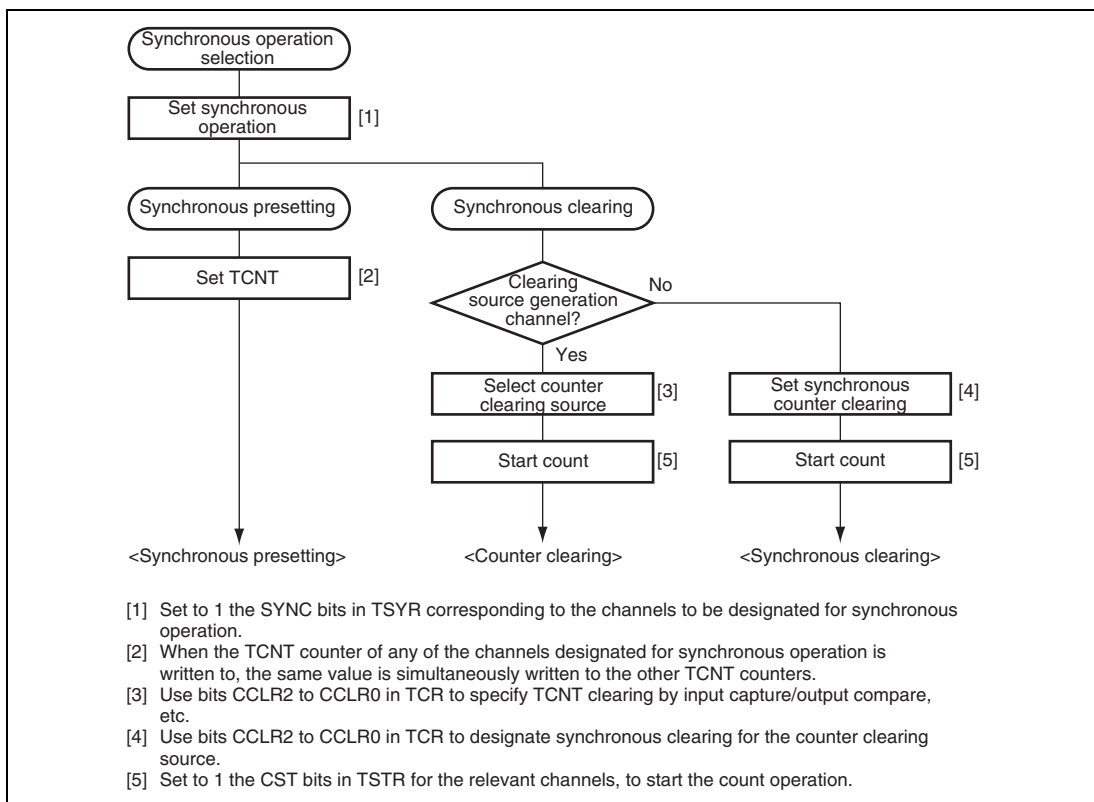 Synchronous operation
selection
Set synchronous
operation
[1]
Synchronous presetting
Synchronous clearing
Set TCNT
[2]
Clearing
source generation
channel?
No
Yes
Select counter
clearing source
[3]
Set synchronous
counter clearing
[4]
Start count
[5]
Start count
[5]
<Synchronous presetting>
<Counter clearing>
<Synchronous clearing>
[1] Set to 1 the SYNC bits in TSYR corresponding to the channels to be designated for synchronous
operation.
[2] When the TCNT counter of any of the channels designated for synchronous operation is
written to, the same value is simultaneously written to the other TCNT counters.
[3] Use bits CCLR2 to CCLR0 in TCR to specify TCNT clearing by input capture/output compare,
etc.
[4] Use bits CCLR2 to CCLR0 in TCR to designate synchronous clearing for the counter clearing
source.
[5] Set to 1 the CST bits in TSTR for the relevant channels, to start the count operation.